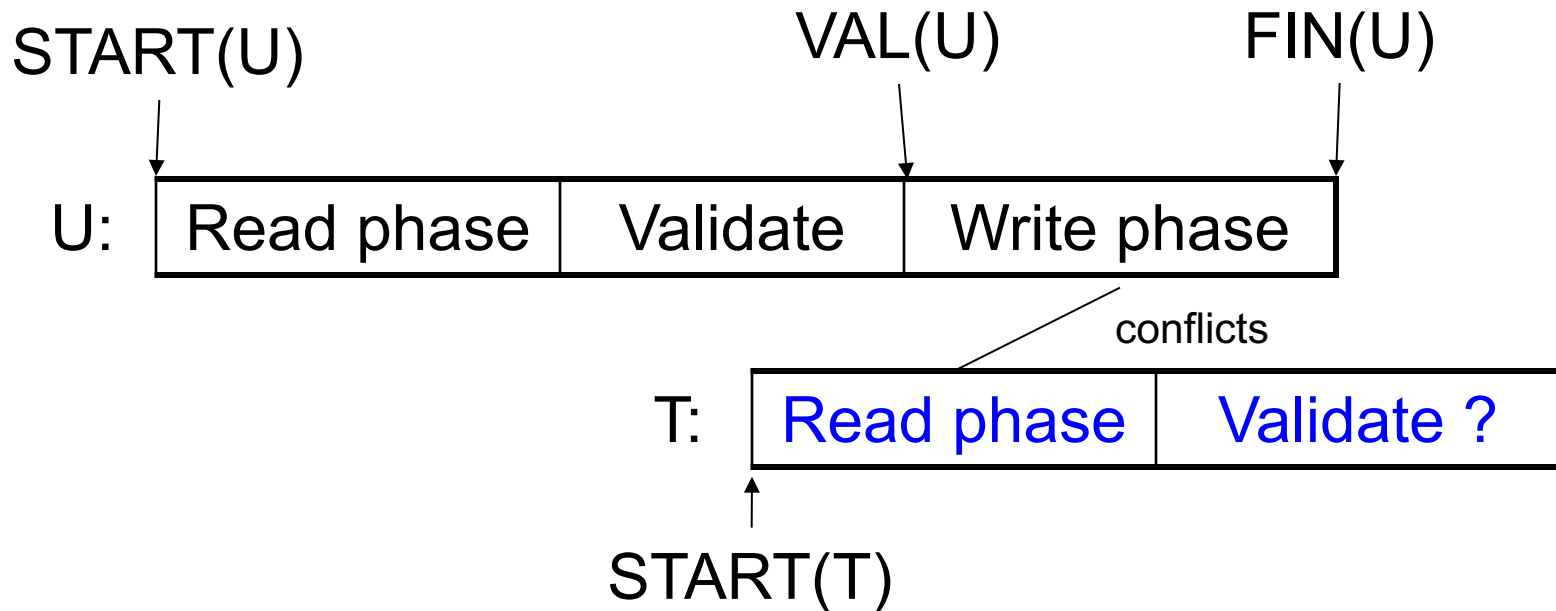 START(U) VAL(U) FIN(U)
U: Read phase Validate Write phase
conflicts
T: Read phase Validate ?
START(T)